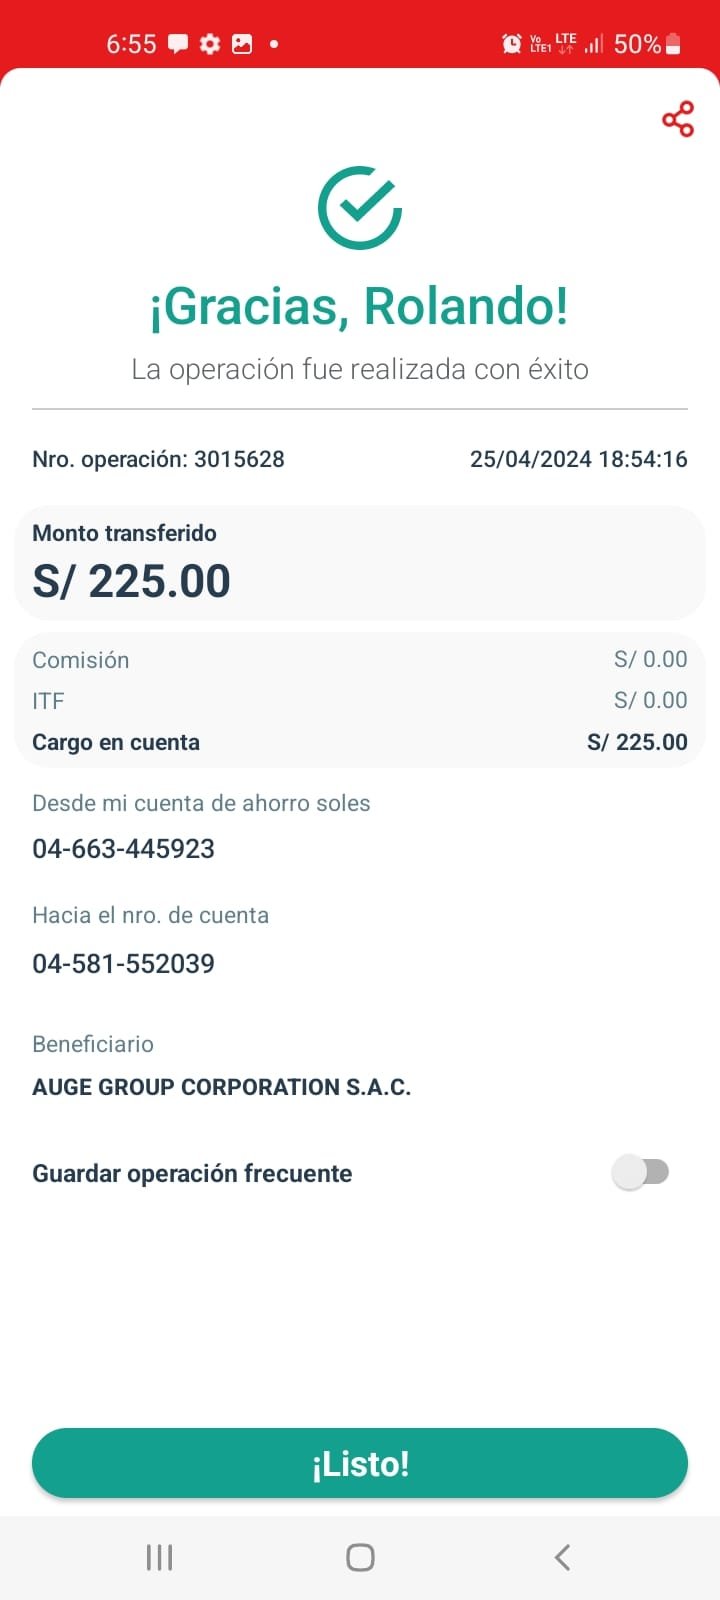 6:55
Vo LTE1 LTE 50%
¡Gracias, Rolando!
La operación fue realizada con éxito
Nro. operación: 3015628 25/04/2024 18:54:16
Monto transferido
S/ 225.00
Comisión S/ 0.00
ITF S/ 0.00
Cargo en cuenta S/ 225.00
Desde mi cuenta de ahorro soles
04-663-445923
Hacia el nro. de cuenta
04-581-552039
Beneficiario
AUGE GROUP CORPORATION S.A.C.
Guardar operación frecuente
¡Listo!